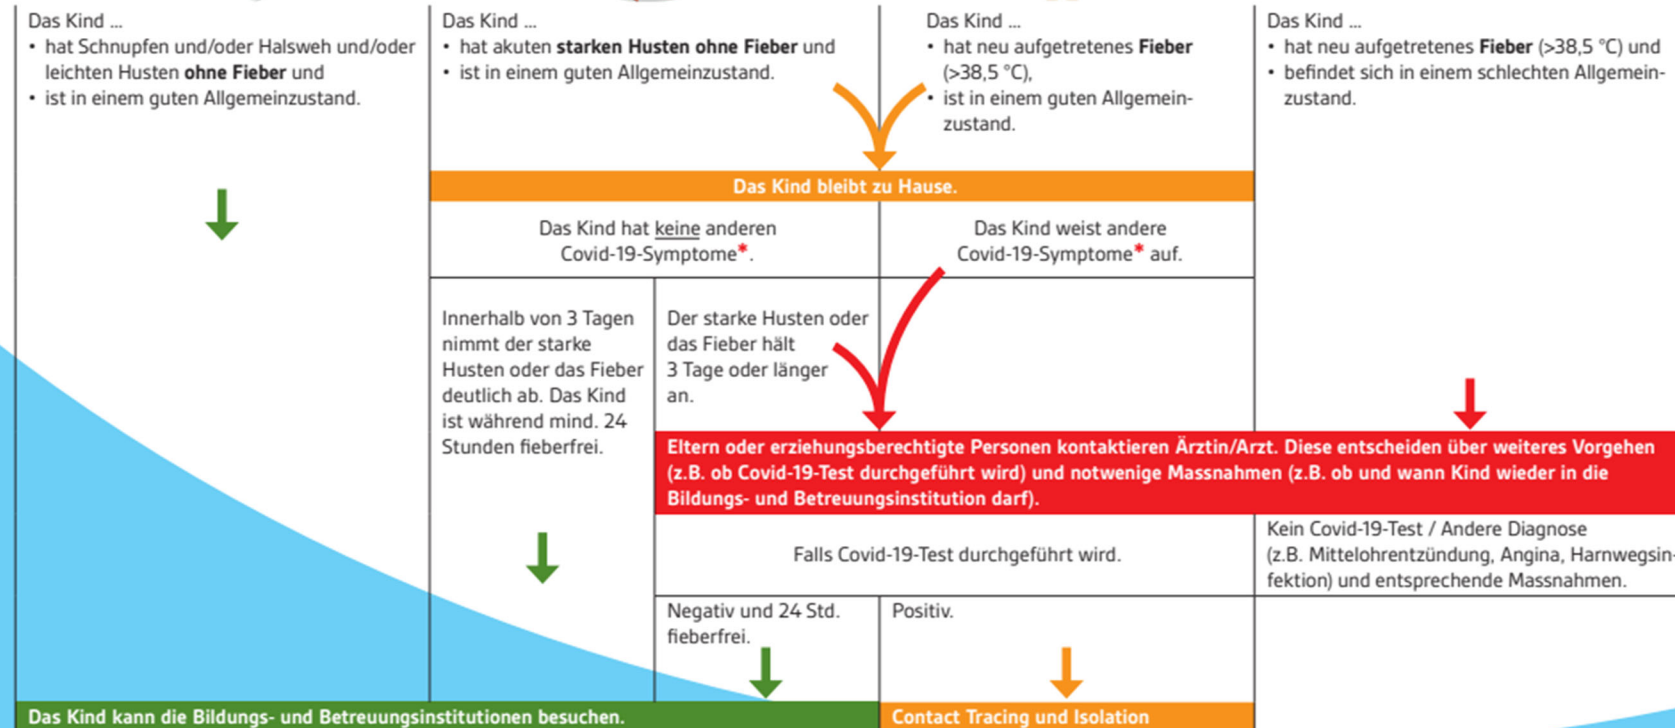 Das Kind ...
• hat Schnupfen und/oder Halsweh und/oder
leichten Husten ohne Fieber und
• ist in einem guten Allgemeinzustand.
Das Kind ...
• hat akuten starken Husten ohne Fieber und
• ist in einem guten Allgemeinzustand.
Das Kind ...
• hat neu aufgetretenes Fieber
(>38,5 °C),
• ist in einem guten Allgemein-
zustand.
Das Kind ...
• hat neu aufgetretenes Fieber (>38,5 °C) und
• befindet sich in einem schlechten Allgemein-
zustand.
Das Kind bleibt zu Hause.
Das Kind hat keine anderen
Covid-19-Symptome*.
Das Kind weist andere
Covid-19-Symptome* auf.
Innerhalb von 3 Tagen
nimmt der starke
Husten oder das Fieber
deutlich ab. Das Kind
ist während mind. 24
Stunden fieberfrei.
Der starke Husten oder
das Fieber hält
3 Tage oder länger
an.
Eltern oder erziehungsberechtigte Personen kontaktieren Ärztin/Arzt. Diese entscheiden über weiteres Vorgehen
(z.B. ob Covid-19-Test durchgeführt wird) und notwenige Massnahmen (z.B. ob und wann Kind wieder in die
Bildungs- und Betreuungsinstitution darf).
Falls Covid-19-Test durchgeführt wird.
Kein Covid-19-Test / Andere Diagnose
(z.B. Mittelohrentzündung, Angina, Harnwegsin-
fektion) und entsprechende Massnahmen.
Negativ und 24 Std.
fieberfrei.
Positiv.
Das Kind kann die Bildungs- und Betreuungsinstitutionen besuchen.
Contact Tracing und Isolation